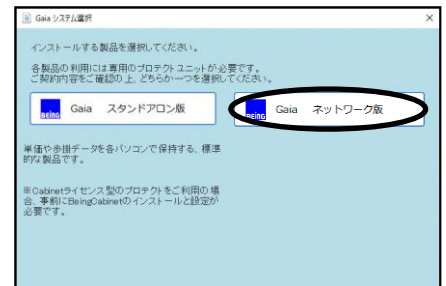 Gaia システム選択
インストールする製品を選択してください。
各製品の利用には専用のプロテクトユニットが必要です。
ご契約内容をご確認の上、どちらか一つを選択してください。
BEING Gaia スタンドアロン版
BEING Gaia ネットワーク版
単価や歩掛データを各パソコンで保持する、標準
的な製品です。
※Cabinetライセンス型のプロテクトをご利用の場
合、事前にBeingCabinetのインストールと設定が
必要です。